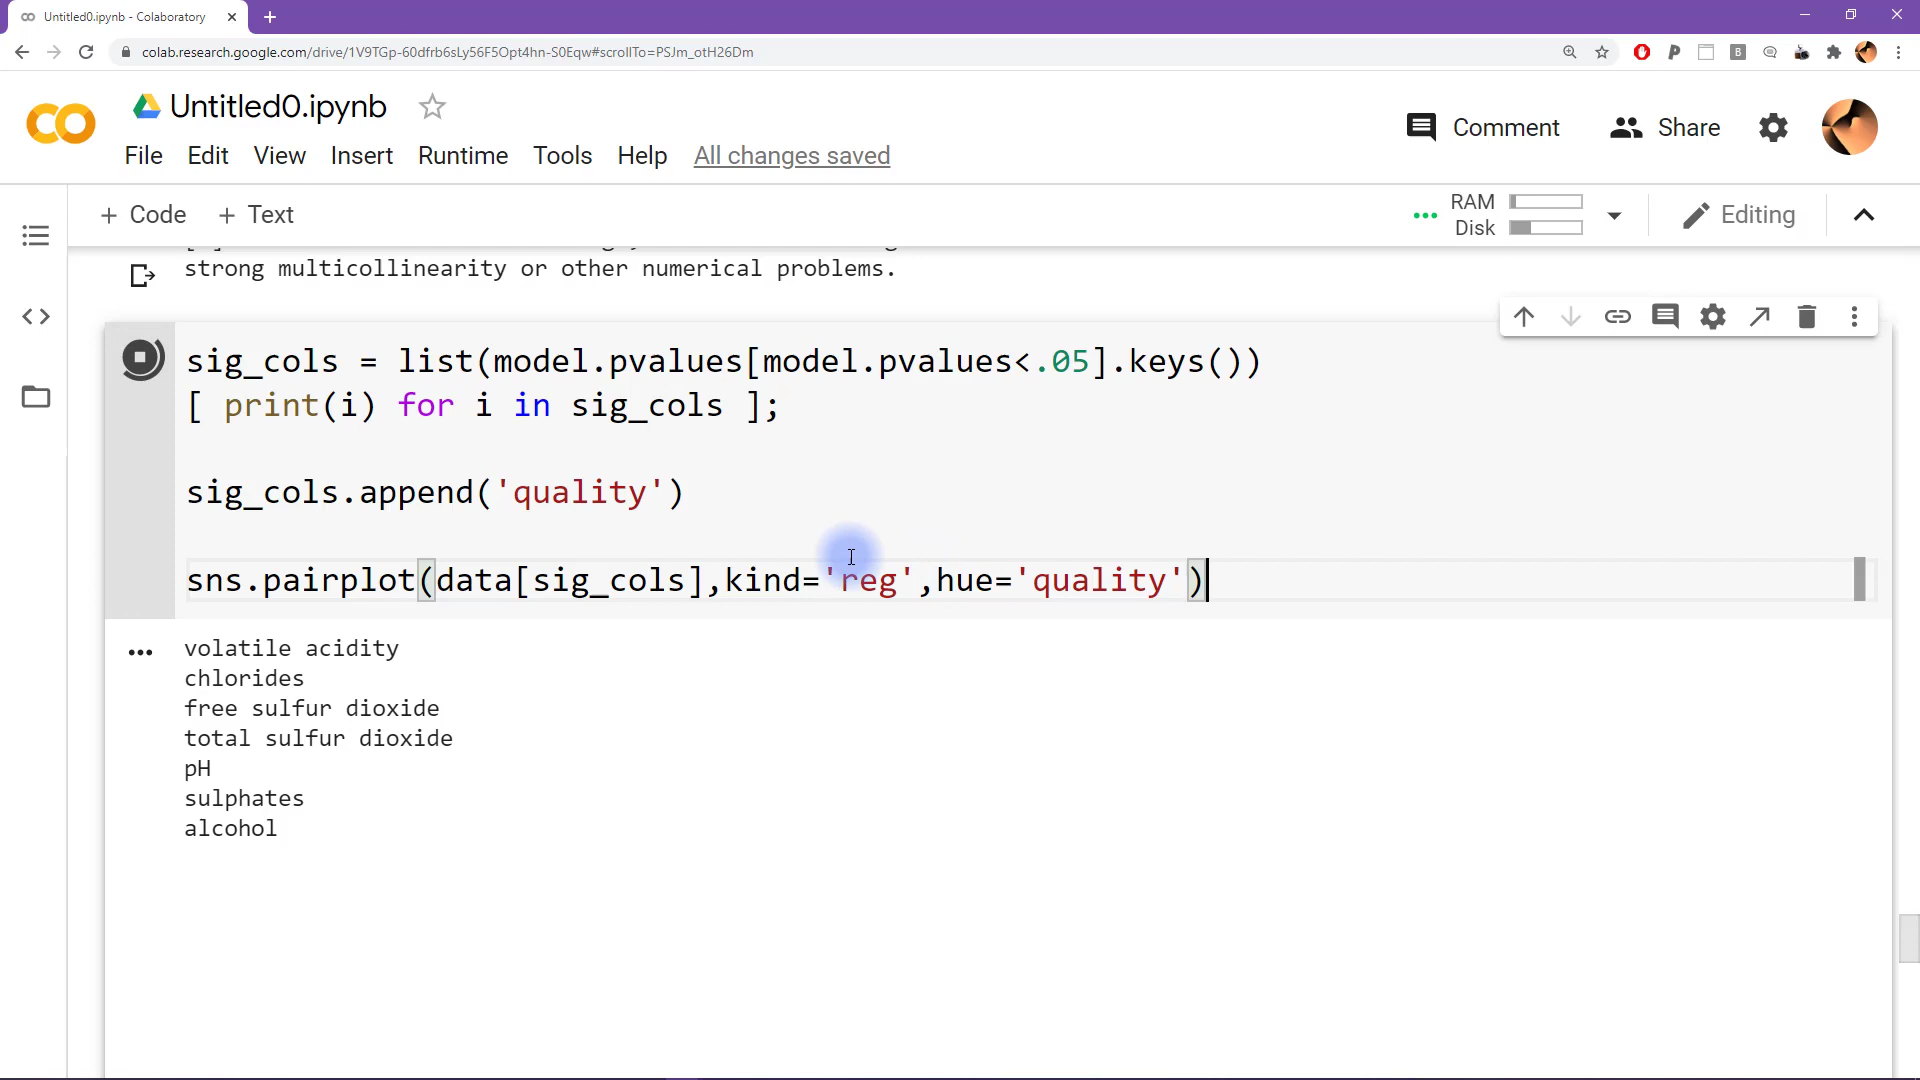 Untitled0.ipynb - Colaboratory
colab.research.google.com/drive/1V9TGp-60dfrb6sLy56F5Opt4hn-S0Eqw#scrollTo=PSJm_otH26Dm
Untitled0.ipynb
Comment
Share
File Edit View Insert Runtime Tools Help All changes saved
+ Code + Text
RAM
Disk
Editing
strong multicollinearity or other numerical problems.
sig_cols = list(model.pvalues[model.pvalues<.05].keys())
[ print(i) for i in sig_cols ];
sig_cols.append('quality')
sns.pairplot(data[sig_cols],kind='reg',hue='quality')
volatile acidity
chlorides
free sulfur dioxide
total sulfur dioxide
pH
sulphates
alcohol